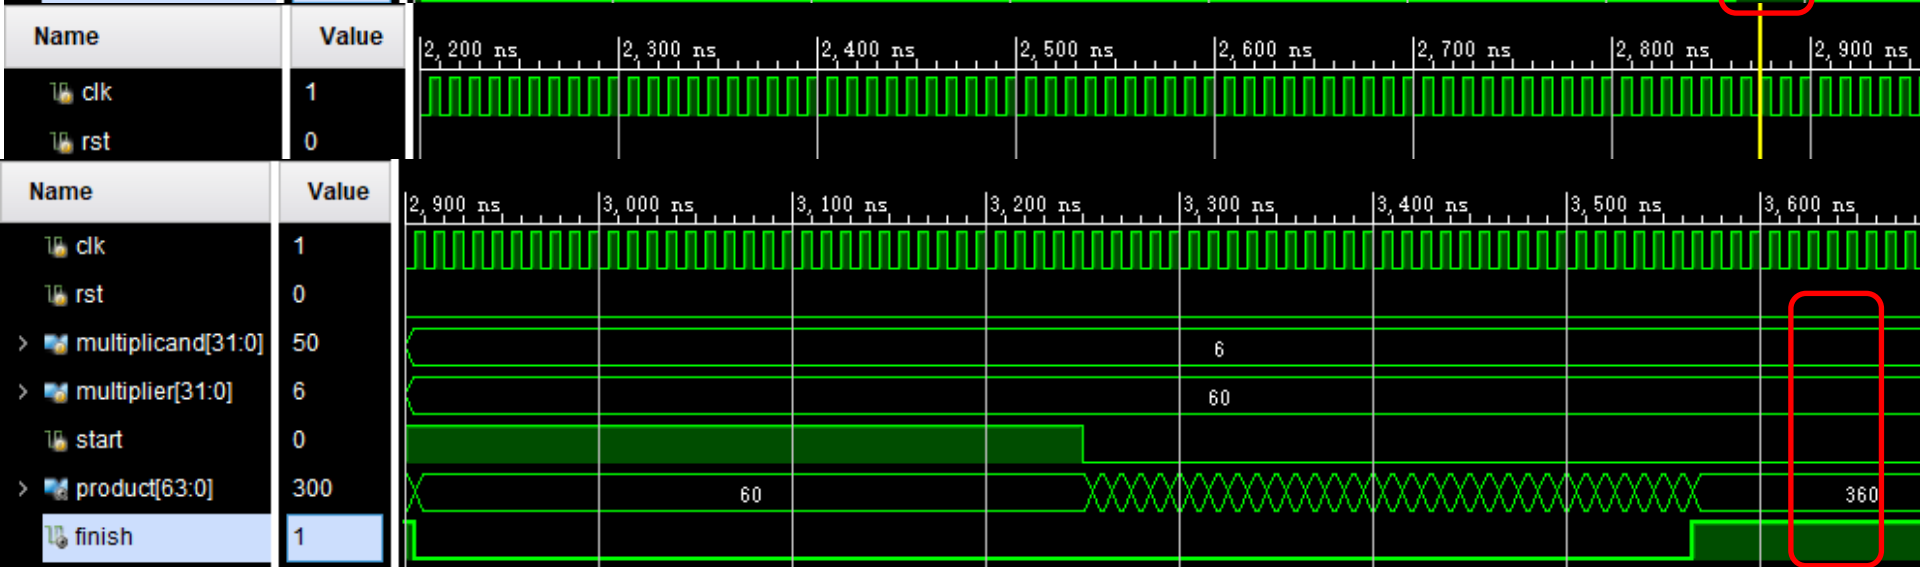 Name Value
2,200 ns 2,300 ns 2,400 ns 2,500 ns 2,600 ns 2,700 ns 2,800 ns 2,900 ns
clk 1
rst 0
Name Value
2,900 ns 3,000 ns 3,100 ns 3,200 ns 3,300 ns 3,400 ns 3,500 ns 3,600 ns
clk 1
rst 0
multiplicand[31:0] 50 6
multiplier[31:0] 6 60
start 0
product[63:0] 300 60 360
finish 1